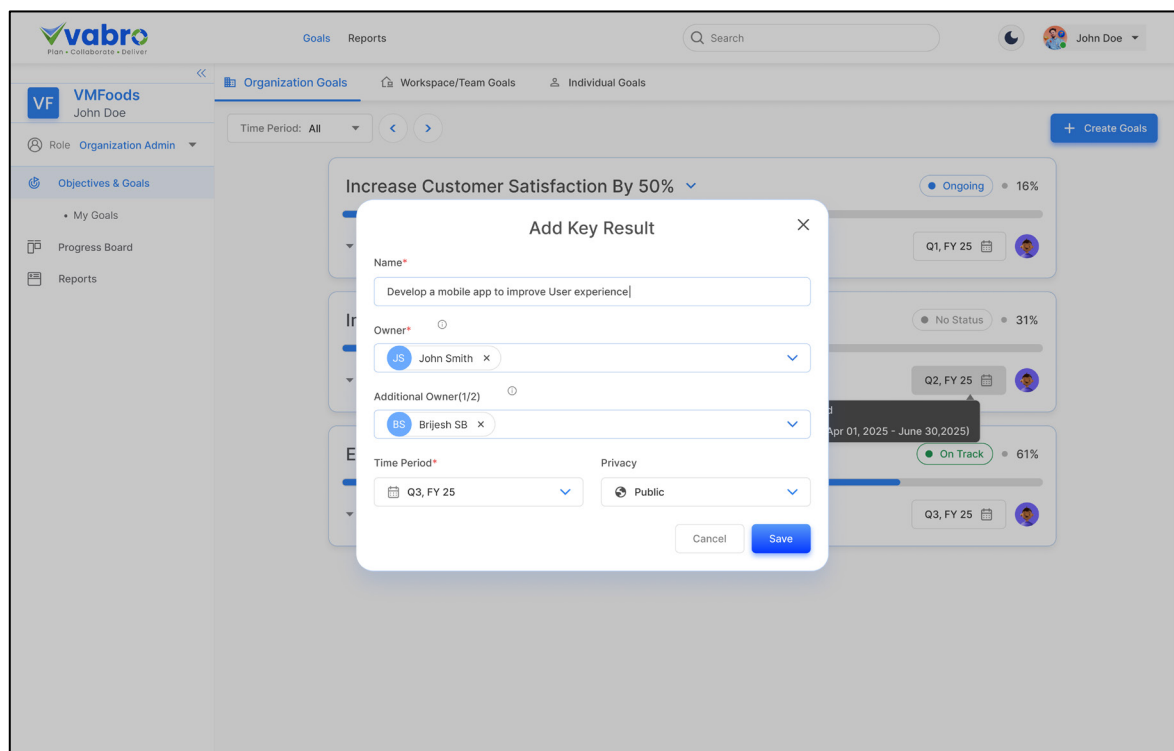 vabro
Plan • Collaborate • Deliver
Goals Reports
Search
John Doe
VF
VMFoods
John Doe
Role Organization Admin
Objectives & Goals
• My Goals
Progress Board
Reports
Organization Goals Workspace/Team Goals Individual Goals
Time Period: All
+ Create Goals
Increase Customer Satisfaction By 50%
Ongoing 16%
Q1, FY 25
No Status 31%
Q2, FY 25
Apr 01, 2025 - June 30,2025)
On Track 61%
Q3, FY 25
Add Key Result
Name*
Develop a mobile app to improve User experience
Owner*
JS John Smith
Additional Owner(1/2)
BS Brijesh SB
Time Period* Privacy
Q3, FY 25 Public
Cancel Save